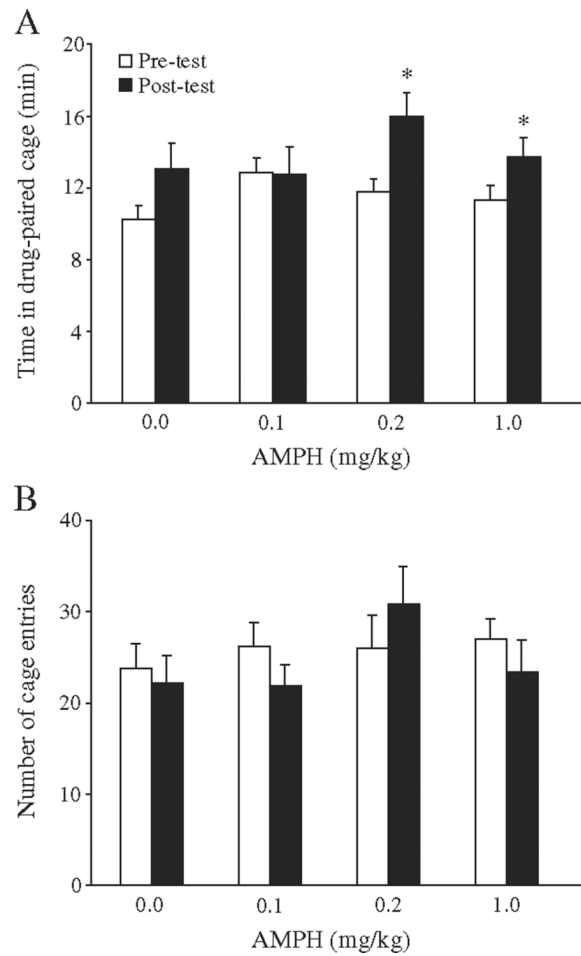 A
Time in drug-paired cage (min)
20
16
12
8
4
0
Pre-test
Post-test
*
*
0.0 0.1 0.2 1.0
AMPH (mg/kg)
B
Number of cage entries
40
30
20
10
0
0.0 0.1 0.2 1.0
AMPH (mg/kg)